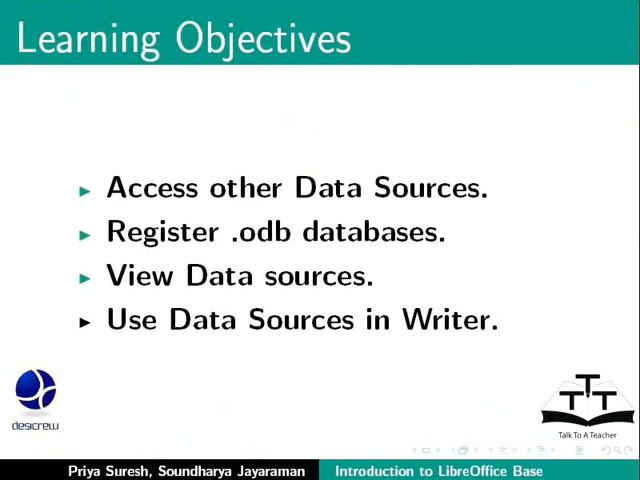 Learning Objectives
Access other Data Sources.
Register .odb databases.
View Data sources.
Use Data Sources in Writer.
desicrew
T T T
Talk To A Teacher
Priya Suresh, Soundharya Jayaraman Introduction to LibreOffice Base